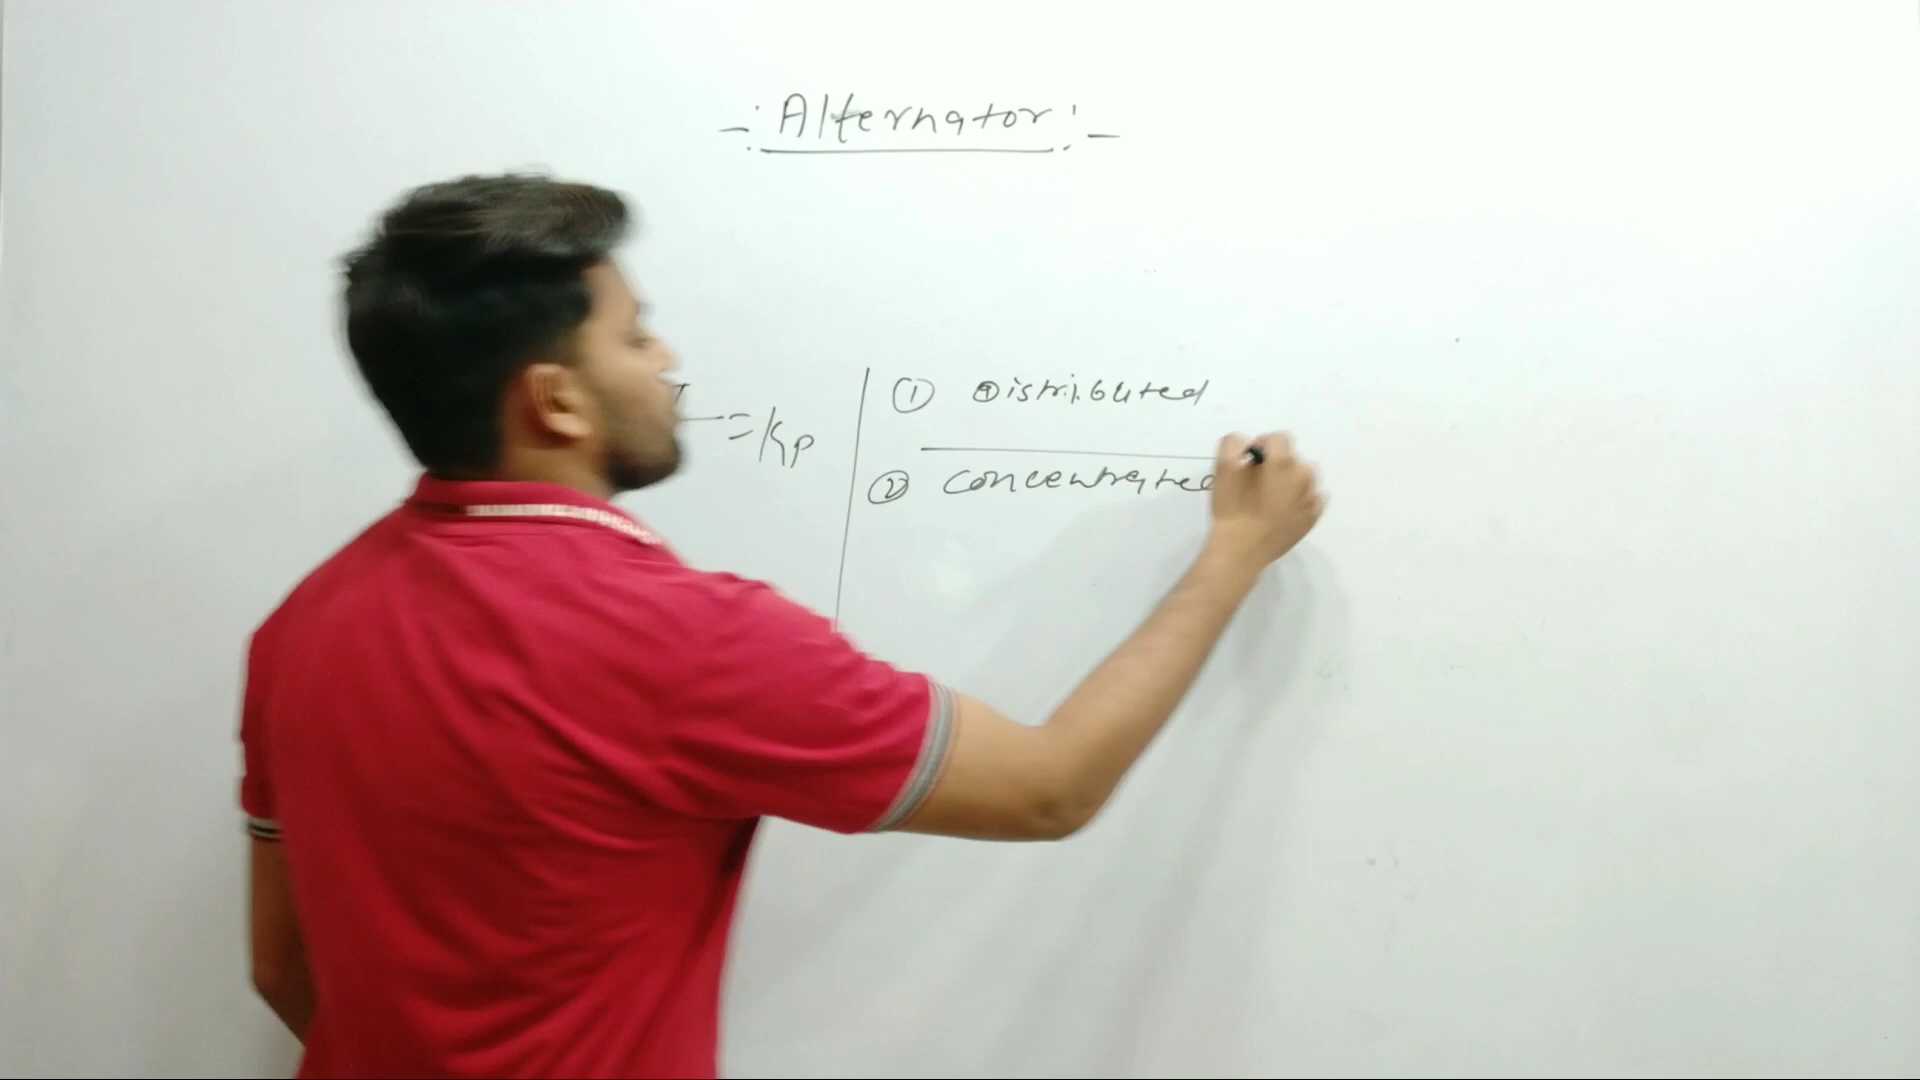 -: Alternator :-
= Kp
① Distributed
② Concentrated